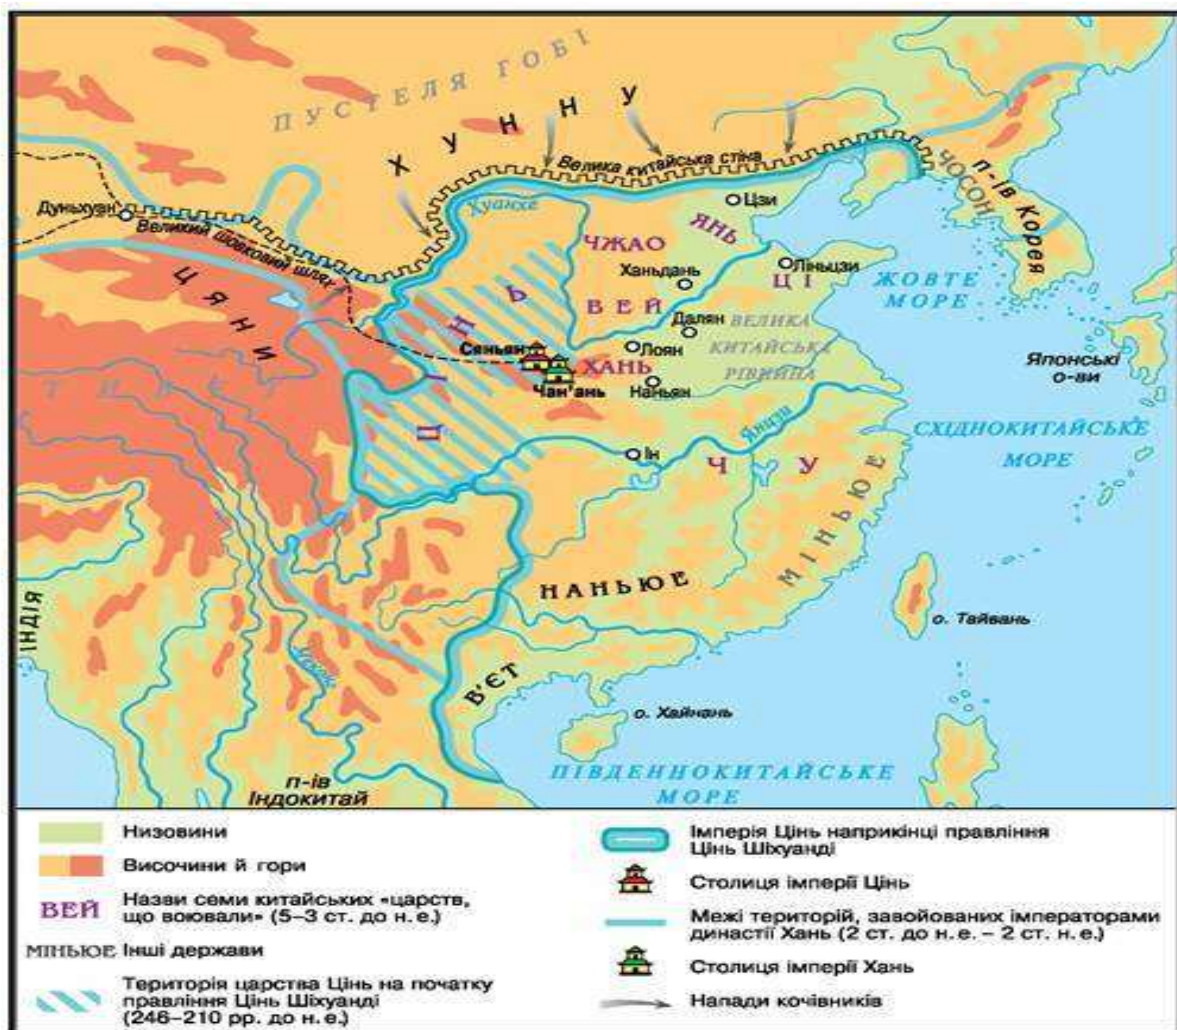 ПУСТЕЛЯ ГОБІ
ХУННУ
Велика китайська стіна
Хуанхе
Цзи
ЧОСОН
п-ів Корея
Дуньхуан
Великий шовковий шлях
ЦЯНИ
ЧЖАО
ЯНЬ
Ханьдань
Ліньцзи
ЦІ
ЖОВТЕ
МОРЕ
ВЕЙ
Далян
ВЕЛИКА
КИТАЙСЬКА
РІВНИНА
Лоян
Японські
о-ви
ЦІНЬ
Сяньян
Чан'ань
ХАНЬ
Наньян
ТИБЕТ
Янцзи
Ін
ЧУ
СХІДНОКИТАЙСЬКЕ
МОРЕ
МІНЬЮЕ
НАНЬЮЕ
о. Тайвань
ІНДІЯ
В'ЄТ
о. Хайнань
ПІВДЕННОКИТАЙСЬКЕ
МОРЕ
п-ів
Індокитай
Низовини
Височини й гори
ВЕЙ
Назви семи китайських «царств,
що воювали» (5–3 ст. до н. е.)
МІНЬЮЕ Інші держави
Територія царства Цінь на початку
правління Цінь Шіхуанді
(246–210 рр. до н. е.)
Імперія Цінь наприкінці правління
Цінь Шіхуанді
Столиця імперії Цінь
Межі територій, завойованих імператорами
династії Хань (2 ст. до н. е. – 2 ст. н. е.)
Столиця імперії Хань
Напади кочівників